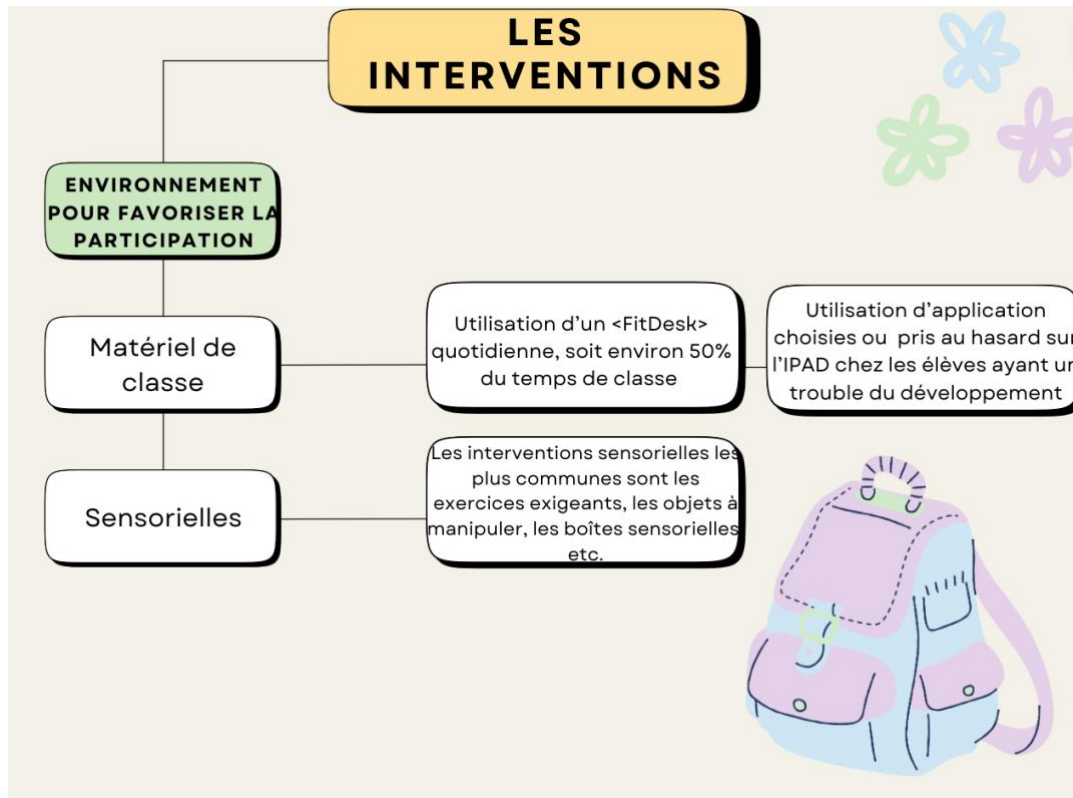 LES
INTERVENTIONS
ENVIRONNEMENT
POUR FAVORISER LA
PARTICIPATION
Matériel de
classe
Utilisation d'un <FitDesk>
quotidienne, soit environ 50%
du temps de classe
Utilisation d'application
choisies ou pris au hasard sur
l'IPAD chez les élèves ayant un
trouble du développement
Sensorielles
Les interventions sensorielles les
plus communes sont les
exercices exigeants, les objets à
manipuler, les boîtes sensorielles
etc.